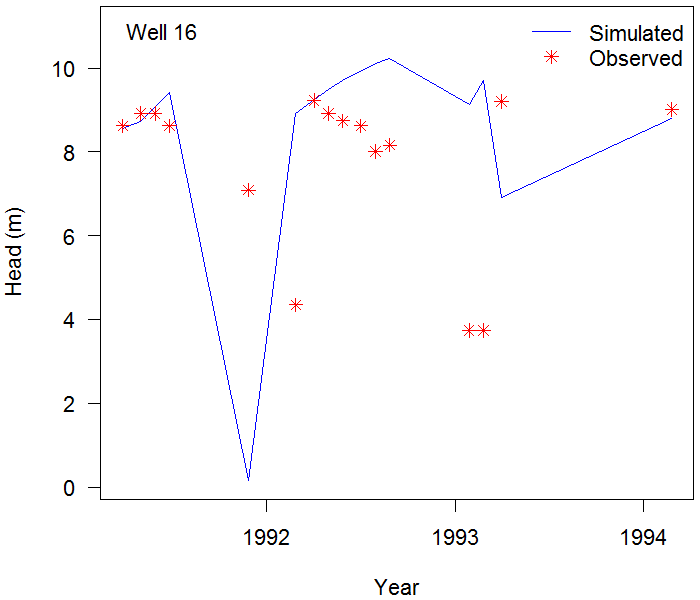 Well 16
Simulated
Observed
10
8
6
4
2
0
Head (m)
1992
1993
1994
Year